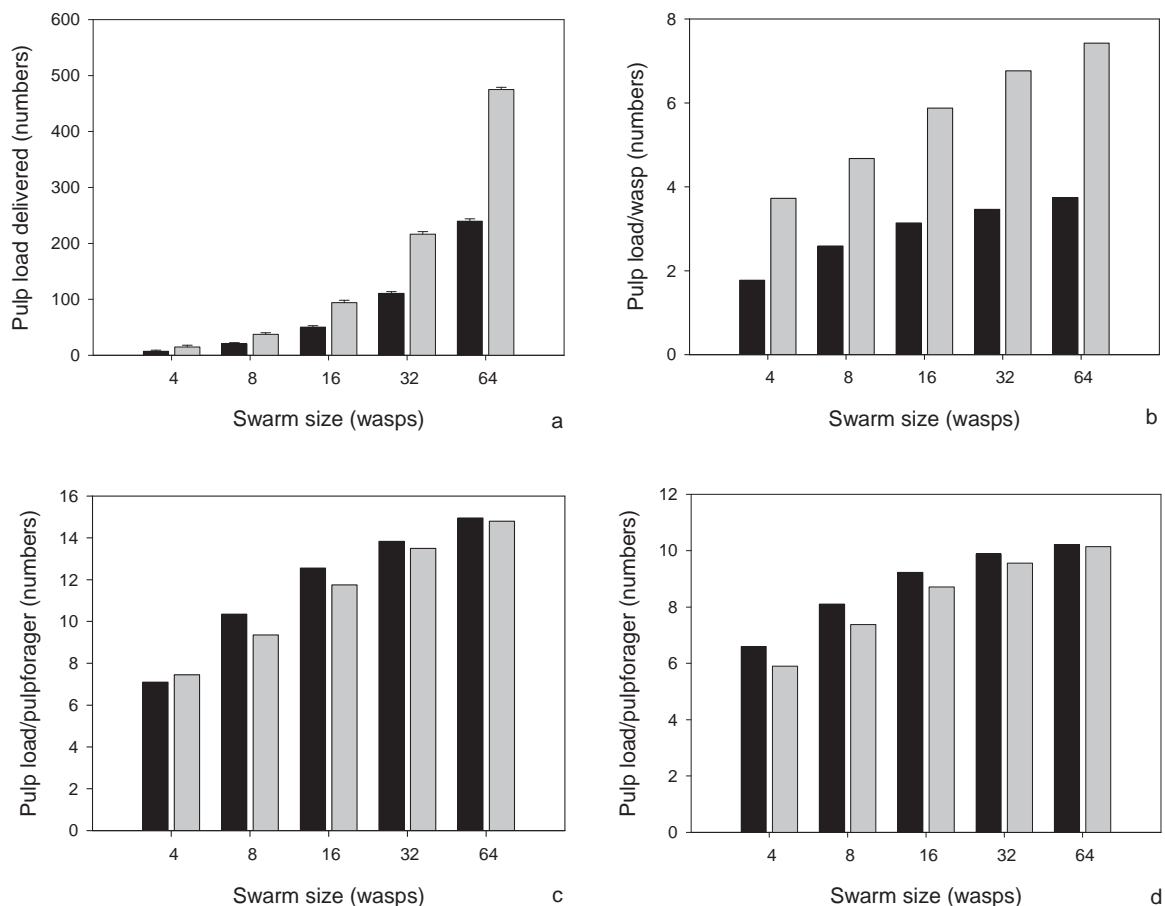 Pulp load delivered (numbers)
600
500
400
300
200
100
0
4 8 16 32 64
Swarm size (wasps)
a
Pulp load/wasp (numbers)
8
6
4
2
0
4 8 16 32 64
Swarm size (wasps)
b
Pulp load/pulpforager (numbers)
16
14
12
10
8
6
4
2
0
4 8 16 32 64
Swarm size (wasps)
c
Pulp load/pulpforager (numbers)
12
10
8
6
4
2
0
4 8 16 32 64
Swarm size (wasps)
d